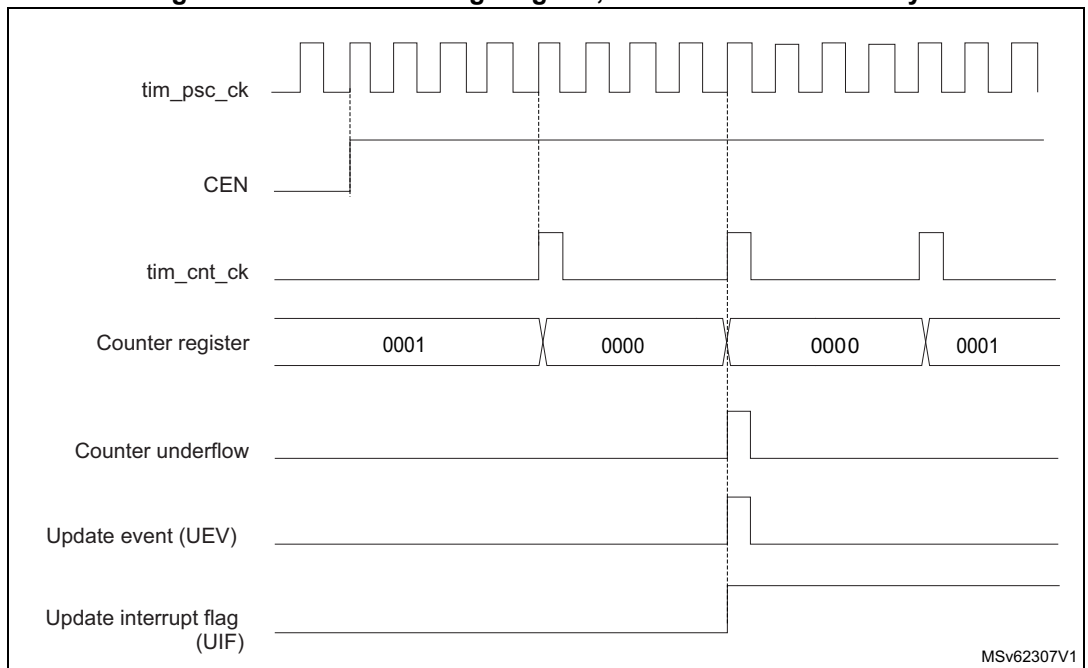 tim_psc_ck
CEN
tim_cnt_ck
Counter register
0001
0000
0000
0001
Counter underflow
Update event (UEV)
Update interrupt flag
(UIF)
MSv62307V1